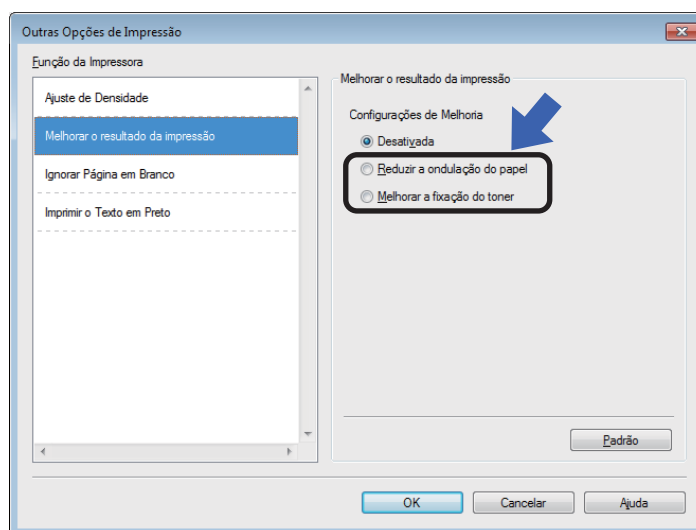 Outras Opções de Impressão
Função da Impressora
Ajuste de Densidade
Melhorar o resultado da impressão
Ignorar Página em Branco
Imprimir o Texto em Preto
Melhorar o resultado da impressão
Configurações de Melhoria
Desativada
Reduzir a ondulação do papel
Melhorar a fixação do toner
Padrão
OK
Cancelar
Ajuda